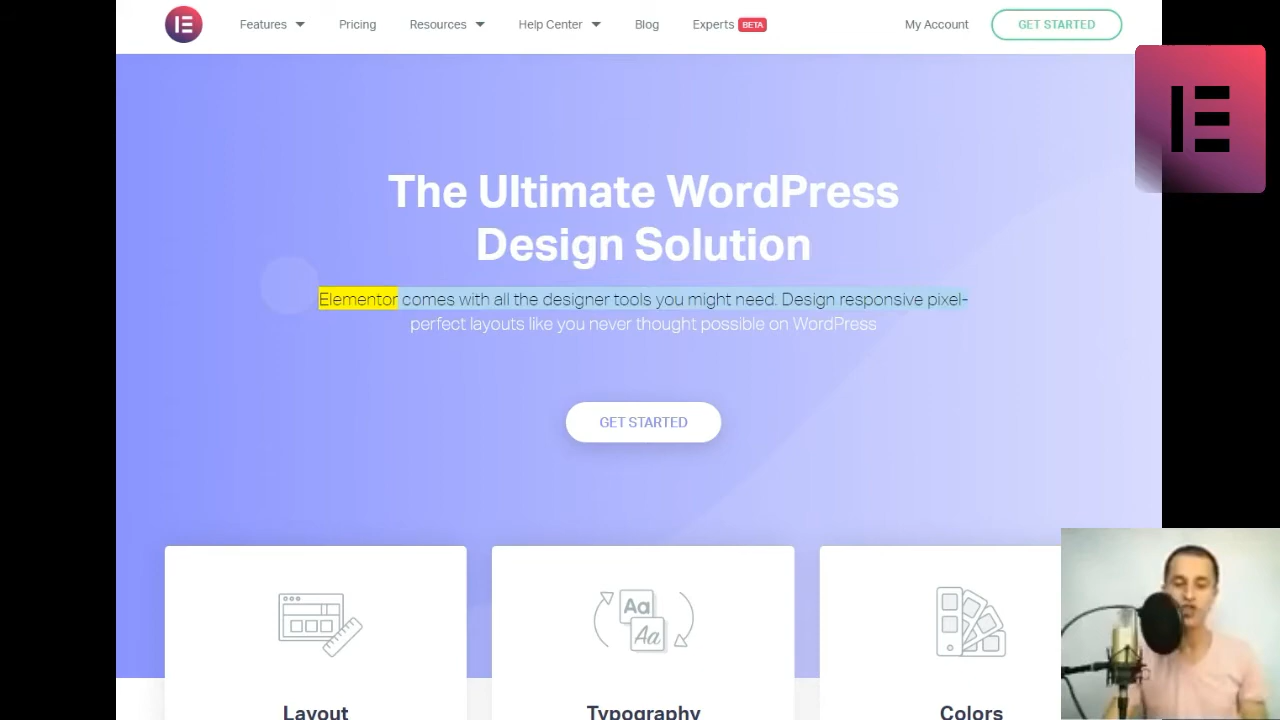 Features Pricing Resources Help Center Blog Experts BETA My Account GET STARTED
The Ultimate WordPress
Design Solution
Elementor comes with all the designer tools you might need. Design responsive pixel-
perfect layouts like you never thought possible on WordPress
GET STARTED
Aa
Aa
Layout Typography Colors